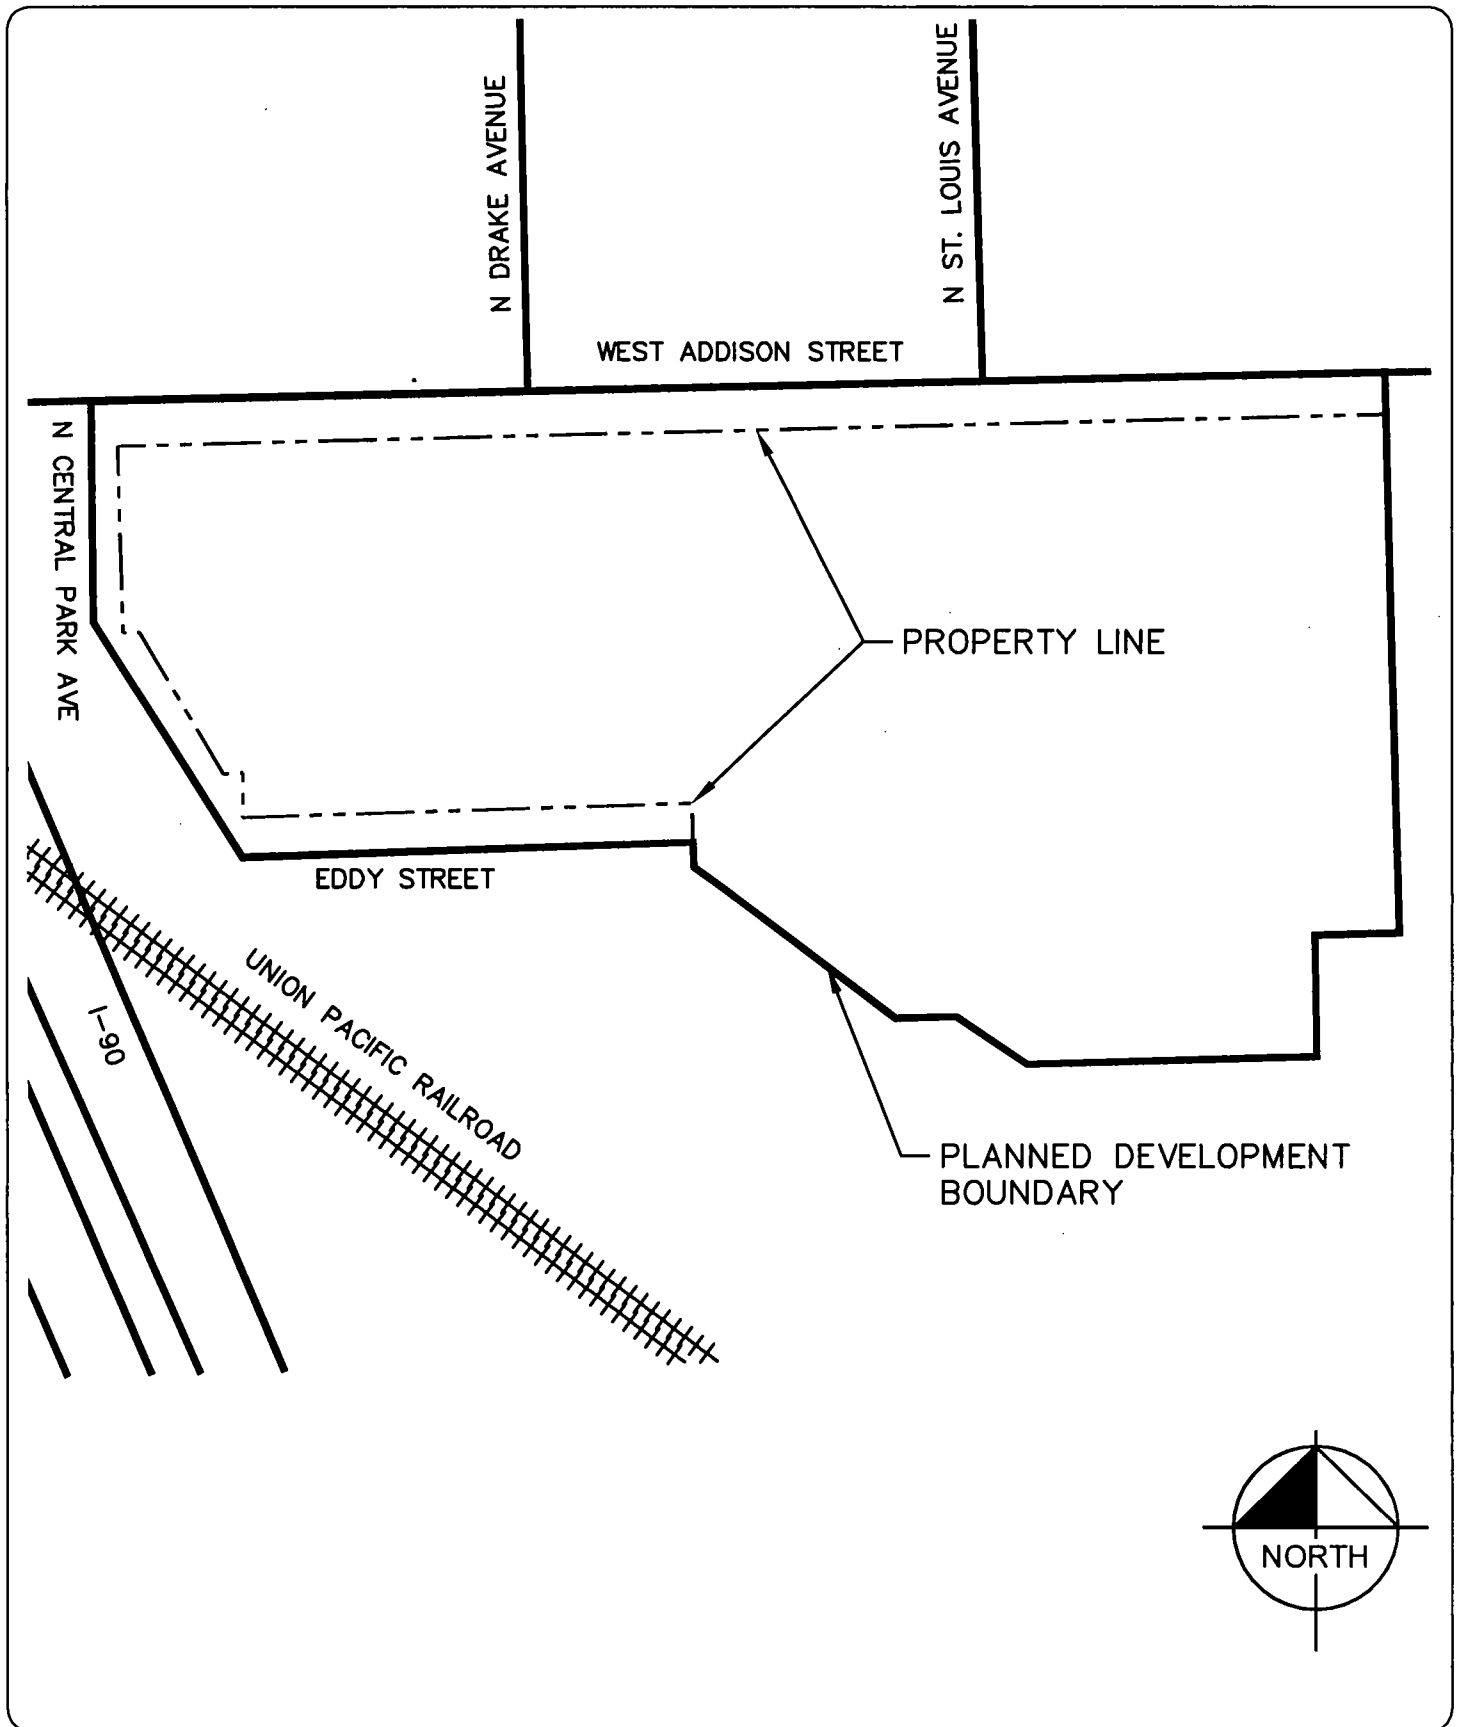 N DRAKE AVENUE
N ST. LOUIS AVENUE
WEST ADDISON STREET
N CENTRAL PARK AVE
PROPERTY LINE
EDDY STREET
UNION PACIFIC RAILROAD
I-90
PLANNED DEVELOPMENT
BOUNDARY
NORTH